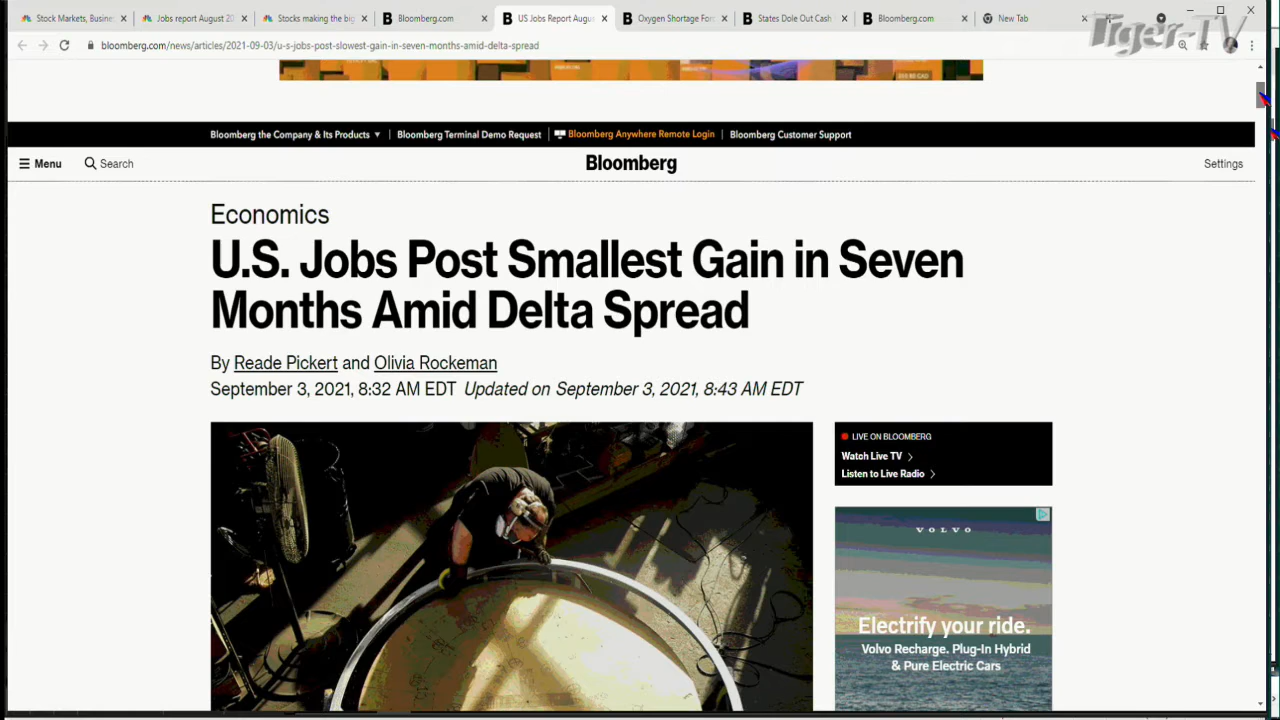 Stock Markets, Busine
Jobs report August 20
Stocks making the big
Bloomberg.com
US Jobs Report Augu
Oxygen Shortage For
States Dole Out Cash
Bloomberg.com
New Tab
Tiger-TV
bloomberg.com/news/articles/2021-09-03/u-s-jobs-post-slowest-gain-in-seven-months-amid-delta-spread
Bloomberg the Company & Its Products
Bloomberg Terminal Demo Request
Bloomberg Anywhere Remote Login
Bloomberg Customer Support
Menu
Search
Bloomberg
Settings
Economics
U.S. Jobs Post Smallest Gain in Seven
Months Amid Delta Spread
By Reade Pickert and Olivia Rockeman
September 3, 2021, 8:32 AM EDT Updated on September 3, 2021, 8:43 AM EDT
LIVE ON BLOOMBERG
Watch Live TV
Listen to Live Radio
VOLVO
Electrify your ride.
Volvo Recharge. Plug-In Hybrid
& Pure Electric Cars